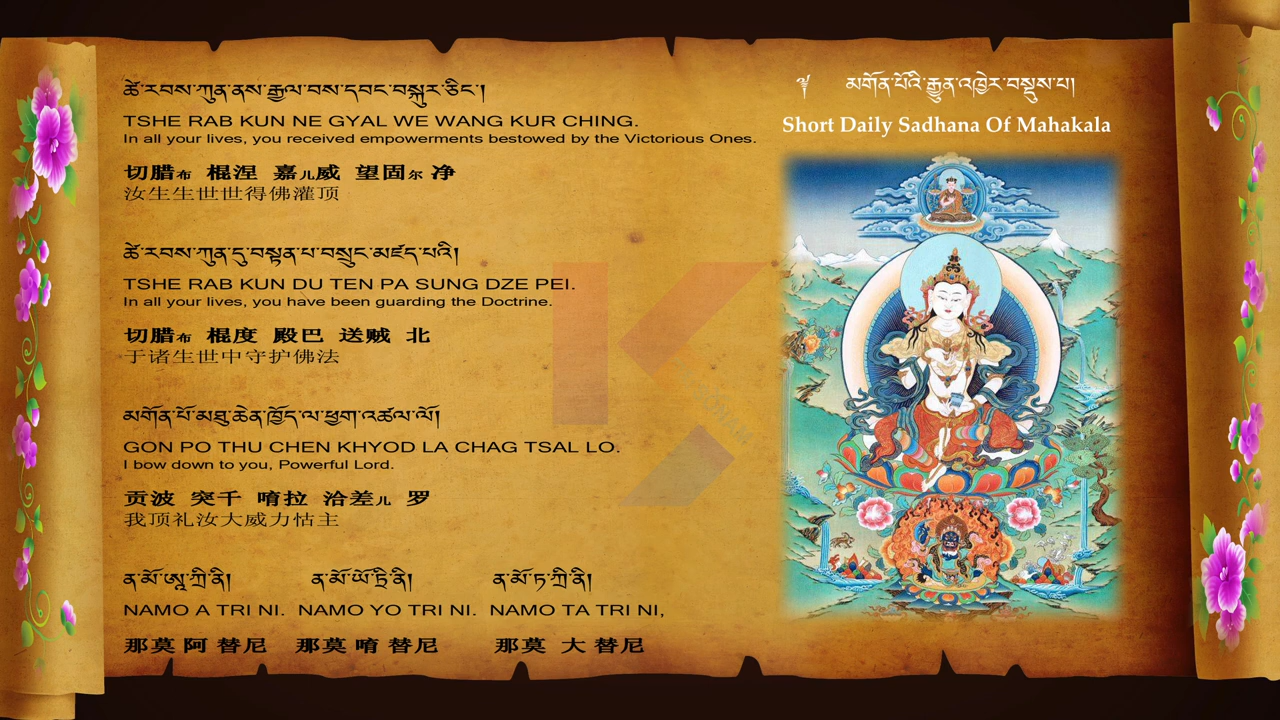 ཚེ་རབས་ཀུན་ནས་རྒྱལ་བས་དབང་བསྐུར་ཅིང་།
TSHE RAB KUN NE GYAL WE WANG KUR CHING.
In all your lives, you received empowerments bestowed by the Victorious Ones.
切腊布 棍涅 嘉儿威 望固尔 净
汝生生世世得佛灌顶
ཚེ་རབས་ཀུན་ཏུ་བསྟན་པ་བསྲུང་མཛད་པའི།
TSHE RAB KUN DU TEN PA SUNG DZE PEI.
In all your lives, you have been guarding the Doctrine.
切腊布 棍度 殿巴 送贼 北
于诸生世中守护佛法
མགོན་པོ་མཐུ་ཆེན་ཁྱོད་ལ་ཕྱག་འཚལ་ལོ།
GON PO THU CHEN KHYOD LA CHAG TSAL LO.
I bow down to you, Powerful Lord.
贡波 突千 唷拉 洽差儿 罗
我顶礼汝大威力怙主
ན་མོ་ཨཱ་ཀྲི་ནི། ན་མོ་ཡོ་ཏྲི་ནི། ན་མོ་ཏ་ཀྲི་ནི།
NAMO A TRI NI. NAMO YO TRI NI. NAMO TA TRI NI,
那莫 阿 替尼 那莫 唷 替尼 那莫 大 替尼
༄ མགོན་པོའི་རྒྱུན་འཁྱེར་བསྡུས་པ།
Short Daily Sadhana Of Mahakala